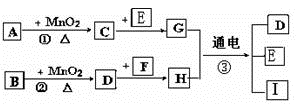 A + MnO2 ① △ C + E G
通电 ③
D
E
I
B + MnO2 ② △ D + F H